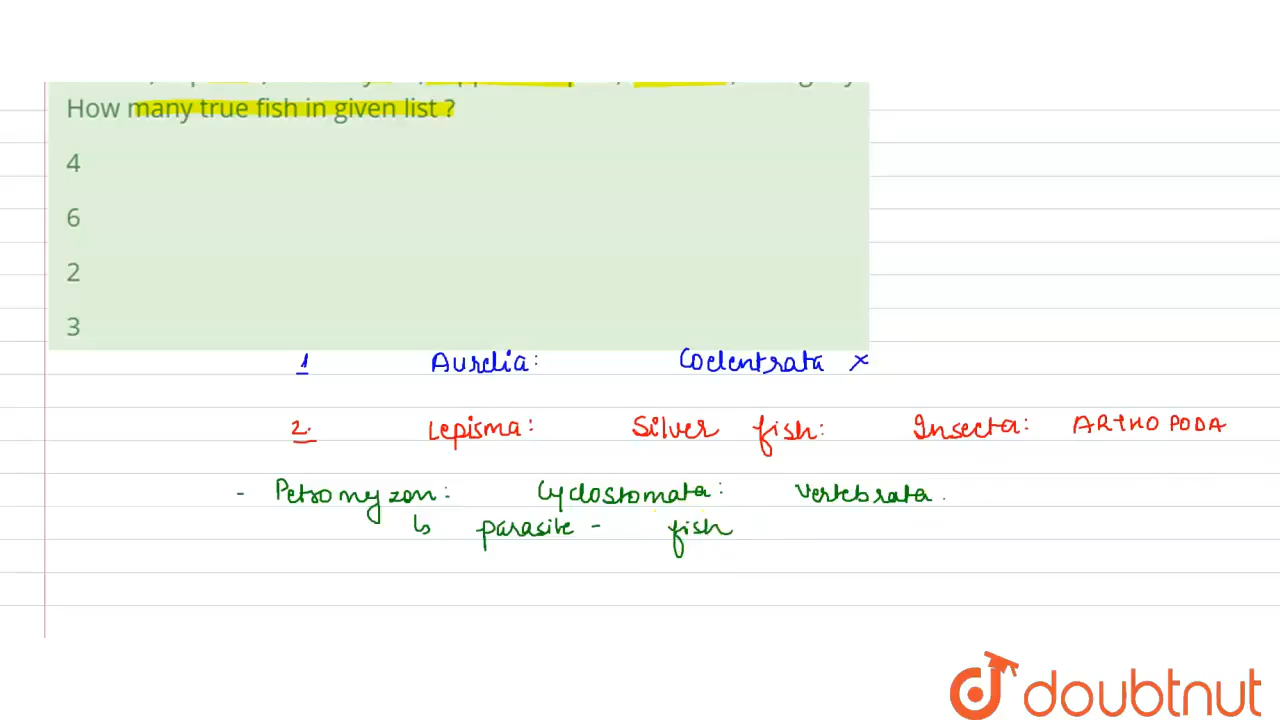 How many true fish in given list ?
4
6
2
3
1 Aurelia: Coelentrata ×
2. Lepisma: Silver fish: Insecta: ARTHOPODA
- Petromyzon: Cyclostomata: Vertebrata.
↳ parasite - fish
doubtnut